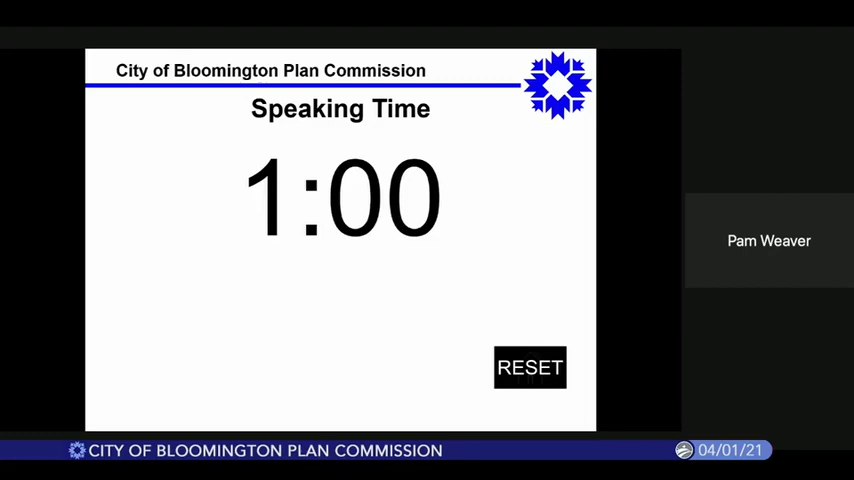 City of Bloomington Plan Commission
Speaking Time
1:00
Pam Weaver
RESET
CITY OF BLOOMINGTON PLAN COMMISSION
04/01/21